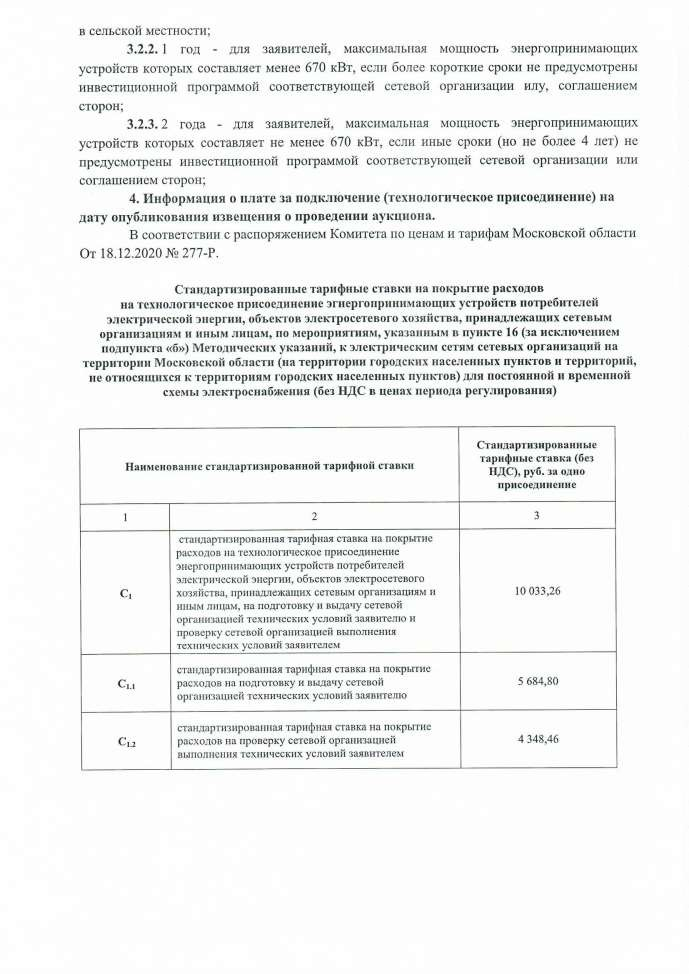 в сельской местности;
3.2.2. 1 год - для заявителей, максимальная мощность энергопринимающих
устройств которых составляет менее 670 кВт, если более короткие сроки не предусмотрены
инвестиционной программой соответствующей сетевой организации илу, соглашением
сторон;
3.2.3. 2 года - для заявителей, максимальная мощность энергопринимающих
устройств которых составляет не менее 670 кВт, если иные сроки (но не более 4 лет) не
предусмотрены инвестиционной программой соответствующей сетевой организации или
соглашением сторон;
4. Информация о плате за подключение (технологическое присоединение) на
дату опубликования извещения о проведении аукциона.
В соответствии с распоряжением Комитета по ценам и тарифам Московской области
От 18.12.2020 № 277-Р.
Стандартизированные тарифные ставки на покрытие расходов
на технологическое присоединение эгнергопринимающих устройств потребителей
электрической энергии, объектов электросетевого хозяйства, принадлежащих сетевым
организациям и иным лицам, по мероприятиям, указанным в пункте 16 (за исключением
подпункта «б») Методических указаний, к электрическим сетям сетевых организаций на
территории Московской области (на территории городских населенных пунктов и территорий,
не относящихся к территориям городских населенных пунктов) для постоянной и временной
схемы электроснабжения (без НДС в ценах периода регулирования)
Наименование стандартизированной тарифной ставки
Стандартизированные
тарифные ставка (без
НДС), руб. за одно
присоединение
1
2
3
С1
стандартизированная тарифная ставка на покрытие
расходов на технологическое присоединение
энергопринимающих устройств потребителей
электрической энергии, объектов электросетевого
хозяйства, принадлежащих сетевым организациям и
иным лицам, на подготовку и выдачу сетевой
организацией технических условий заявителю и
проверку сетевой организацией выполнения
технических условий заявителем
10 033,26
С1.1
стандартизированная тарифная ставка на покрытие
расходов на подготовку и выдачу сетевой
организацией технических условий заявителю
5 684,80
С1.2
стандартизированная тарифная ставка на покрытие
расходов на проверку сетевой организацией
выполнения технических условий заявителем
4 348,46